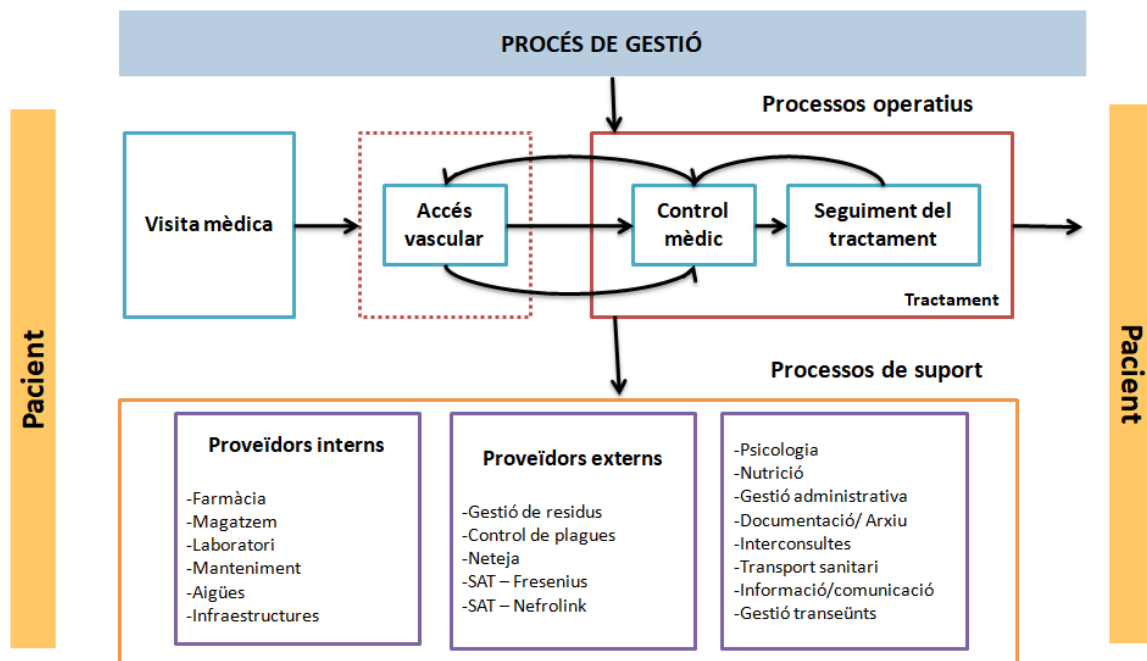 PROCÉS DE GESTIÓ
Processos operatius
Pacient
Visita mèdica
Accés
vascular
Control
mèdic
Seguiment del
tractament
Tractament
Pacient
Processos de suport
Proveïdors interns
-Farmàcia
-Magatzem
-Laboratori
-Manteniment
-Aigües
-Infraestructures
Proveïdors externs
-Gestió de residus
-Control de plagues
-Neteja
-SAT – Fresenius
-SAT – Nefrolink
-Psicologia
-Nutrició
-Gestió administrativa
-Documentació/ Arxiu
-Interconsultes
-Transport sanitari
-Informació/comunicació
-Gestió transeünts